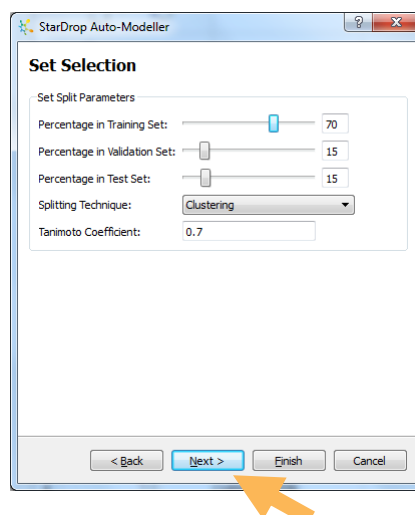 StarDrop Auto-Modeller
Set Selection
Set Split Parameters
Percentage in Training Set: 70
Percentage in Validation Set: 15
Percentage in Test Set: 15
Splitting Technique: Clustering
Tanimoto Coefficient: 0.7
< Back Next > Finish Cancel